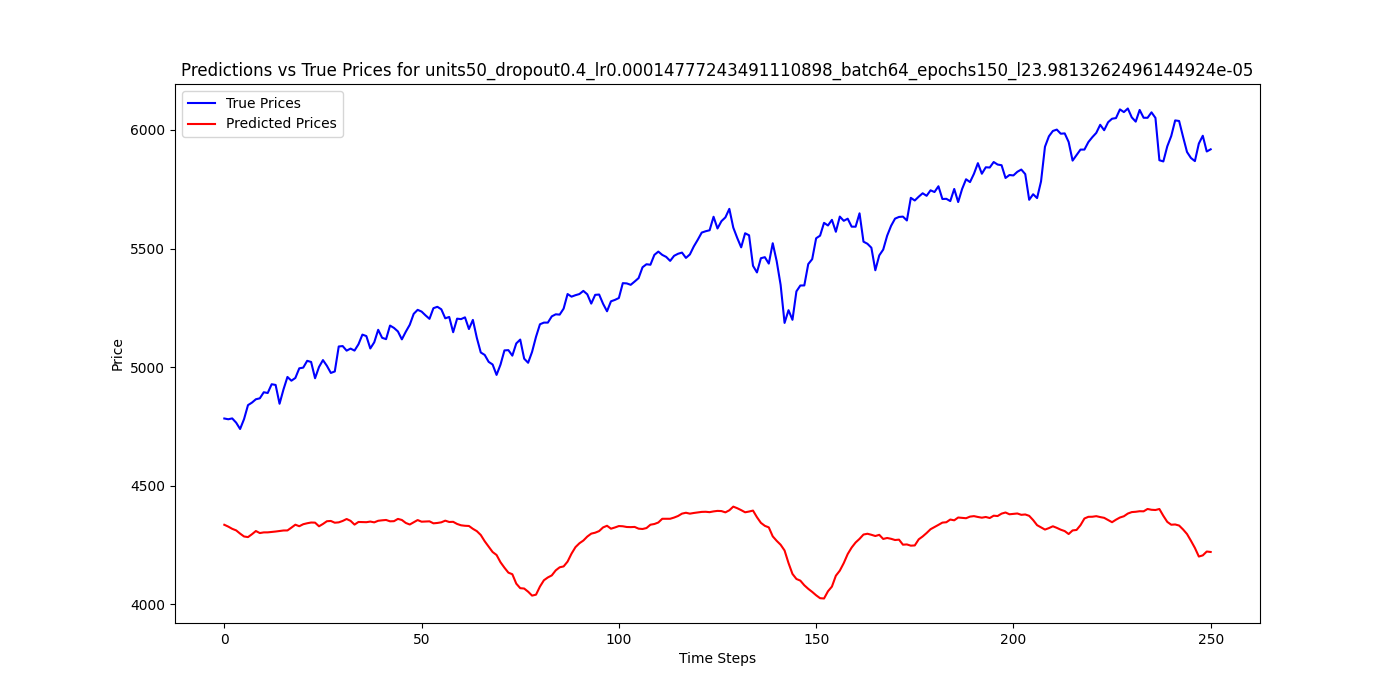 Predictions vs True Prices for units50_dropout0.4_lr0.00014777243491110898_batch64_epochs150_l23.9813262496144924e-05
True Prices
Predicted Prices
6000
5500
5000
4500
4000
Price
0 50 100 150 200 250
Time Steps